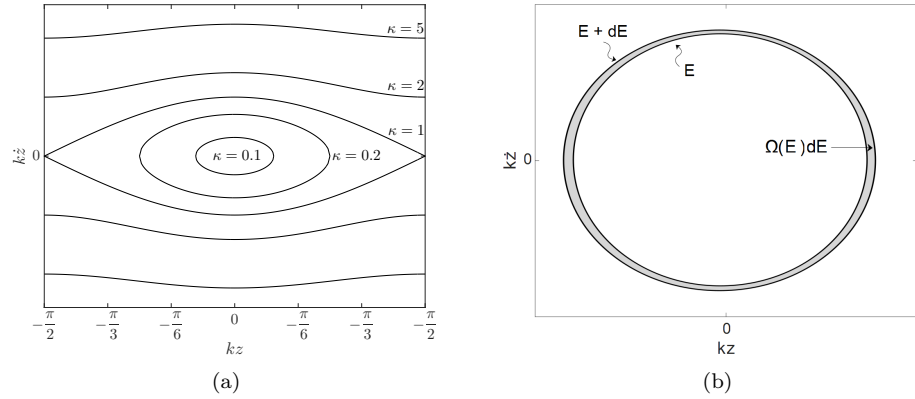 κ = 5
κ = 2
κ = 1
κ = 0.1
κ = 0.2
0
kż
−π/2
−π/3
−π/6
0
−π/6
−π/3
−π/2
kz
(a)
E + dE
E
Ω(E)dE
0
kż
0
kz
(b)